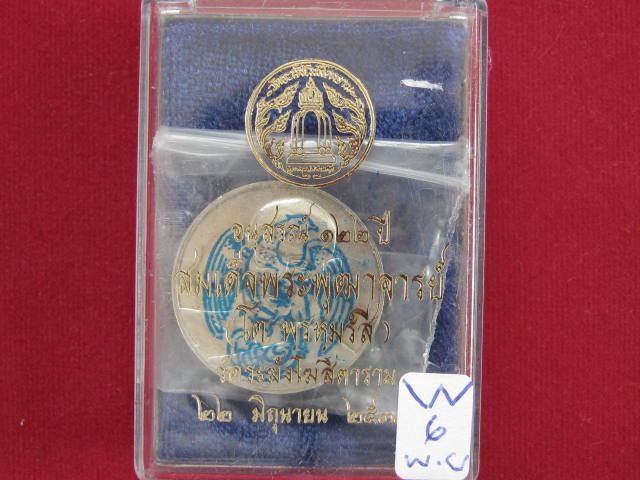 อนุสรณ์ ๑๒๒ ปี
สมเด็จพระพุฒาจารย์
(โต พรหมรังสี)
วัดระฆังโฆสิตาราม
๒๒ มิถุนายน
W
6
พ.ย